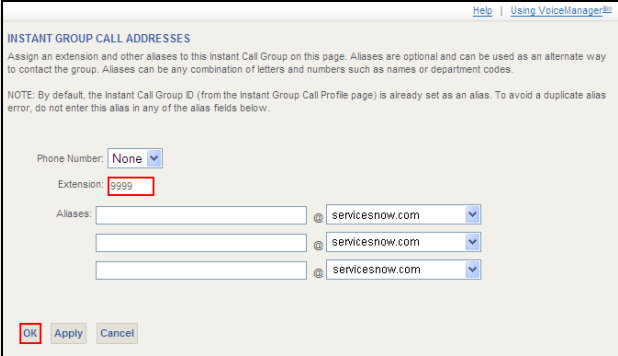 Help | Using VoiceManager℠
INSTANT GROUP CALL ADDRESSES
Assign an extension and other aliases to this Instant Call Group on this page. Aliases are optional and can be used as an alternate way
to contact the group. Aliases can be any combination of letters and numbers such as names or department codes.
NOTE: By default, the Instant Call Group ID (from the Instant Group Call Profile page) is already set as an alias. To avoid a duplicate alias
error, do not enter this alias in any of the alias fields below.
Phone Number: None
Extension: 9999
Aliases: @ servicesnow.com
@ servicesnow.com
@ servicesnow.com
OK Apply Cancel